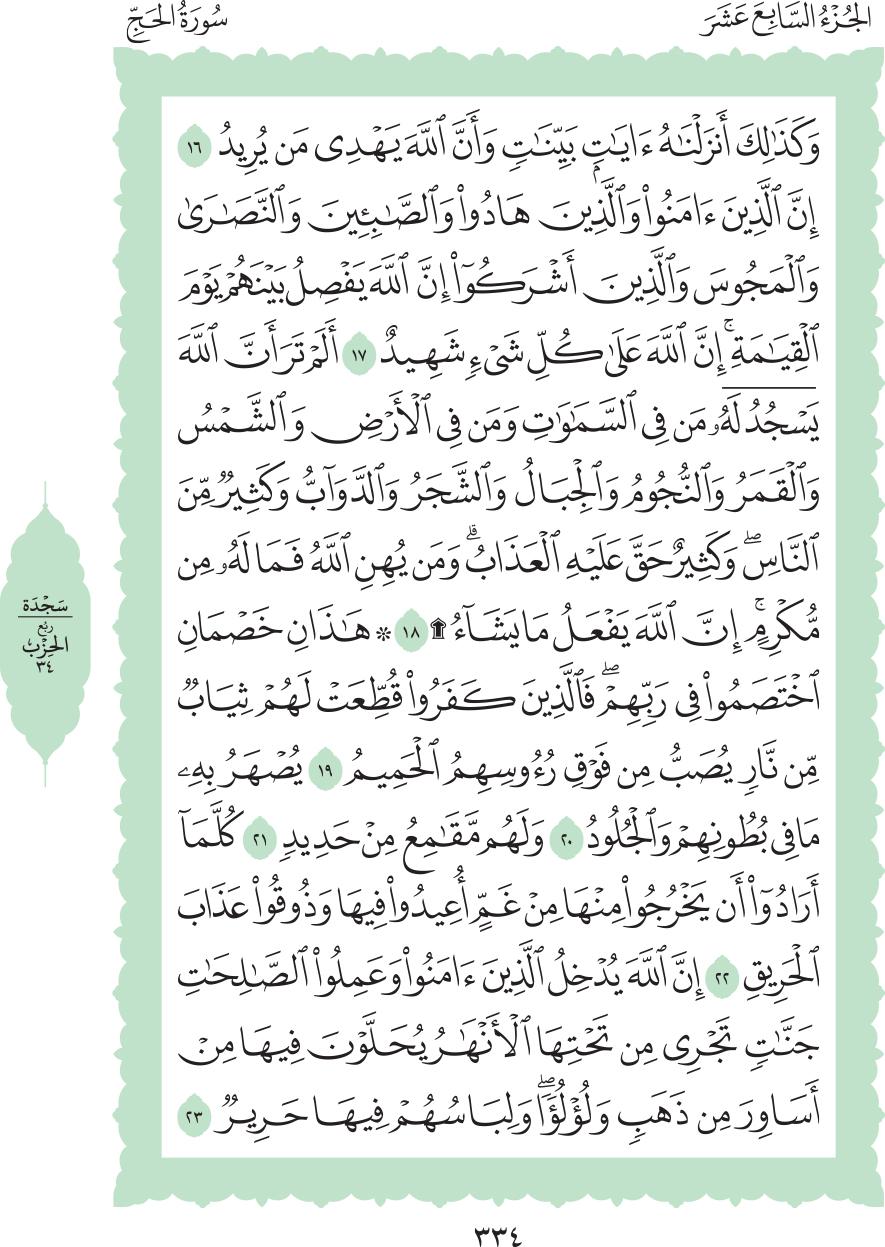 الجُزْءُ السَّابِعَ عَشَرَ
سُورَةُ الحَجِّ
وَكَذَٰلِكَ أَنزَلْنَٰهُ ءَايَٰتِۭ بَيِّنَٰتٖ وَأَنَّ ٱللَّهَ يَهْدِى مَن يُرِيدُ ١٦
إِنَّ ٱلَّذِينَ ءَامَنُوا۟ وَٱلَّذِينَ هَادُوا۟ وَٱلصَّٰبِـِٔينَ وَٱلنَّصَٰرَىٰ
وَٱلْمَجُوسَ وَٱلَّذِينَ أَشْرَكُوٓا۟ إِنَّ ٱللَّهَ يَفْصِلُ بَيْنَهُمْ يَوْمَ
ٱلْقِيَٰمَةِۚ إِنَّ ٱللَّهَ عَلَىٰ كُلِّ شَىْءٖ شَهِيدٌ ١٧ أَلَمْ تَرَ أَنَّ ٱللَّهَ
يَسْجُدُ لَهُۥ مَن فِى ٱلسَّمَٰوَٰتِ وَمَن فِى ٱلْأَرْضِ وَٱلشَّمْسُ
وَٱلْقَمَرُ وَٱلنُّجُومُ وَٱلْجِبَالُ وَٱلشَّجَرُ وَٱلدَّوَآبُّ وَكَثِيرٌ مِّنَ
ٱلنَّاسِۖ وَكَثِيرٌ حَقَّ عَلَيْهِ ٱلْعَذَابُۗ وَمَن يُهِنِ ٱللَّهُ فَمَا لَهُۥ مِن
مُّكْرِمٍۚ إِنَّ ٱللَّهَ يَفْعَلُ مَا يَشَآءُ ۩ ١٨ ۞ هَٰذَانِ خَصْمَانِ
ٱخْتَصَمُوا۟ فِى رَبِّهِمْۖ فَٱلَّذِينَ كَفَرُوا۟ قُطِّعَتْ لَهُمْ ثِيَابٌ
مِّن نَّارٖ يُصَبُّ مِن فَوْقِ رُءُوسِهِمُ ٱلْحَمِيمُ ١٩ يُصْهَرُ بِهِۦ
مَا فِى بُطُونِهِمْ وَٱلْجُلُودُ ٢٠ وَلَهُم مَّقَٰمِعُ مِنْ حَدِيدٖ ٢١ كُلَّمَآ
أَرَادُوٓا۟ أَن يَخْرُجُوا۟ مِنْهَا مِنْ غَمٍّ أُعِيدُوا۟ فِيهَا وَذُوقُوا۟ عَذَابَ
ٱلْحَرِيقِ ٢٢ إِنَّ ٱللَّهَ يُدْخِلُ ٱلَّذِينَ ءَامَنُوا۟ وَعَمِلُوا۟ ٱلصَّٰلِحَٰتِ
جَنَّٰتٖ تَجْرِى مِن تَحْتِهَا ٱلْأَنْهَٰرُ يُحَلَّوْنَ فِيهَا مِنْ
أَسَاوِرَ مِن ذَهَبٖ وَلُؤْلُؤًاۖ وَلِبَاسُهُمْ فِيهَا حَرِيرٌ ٢٣
سَجْدَة
رُبْع
الحِزْب
٣٤
٣٣٤